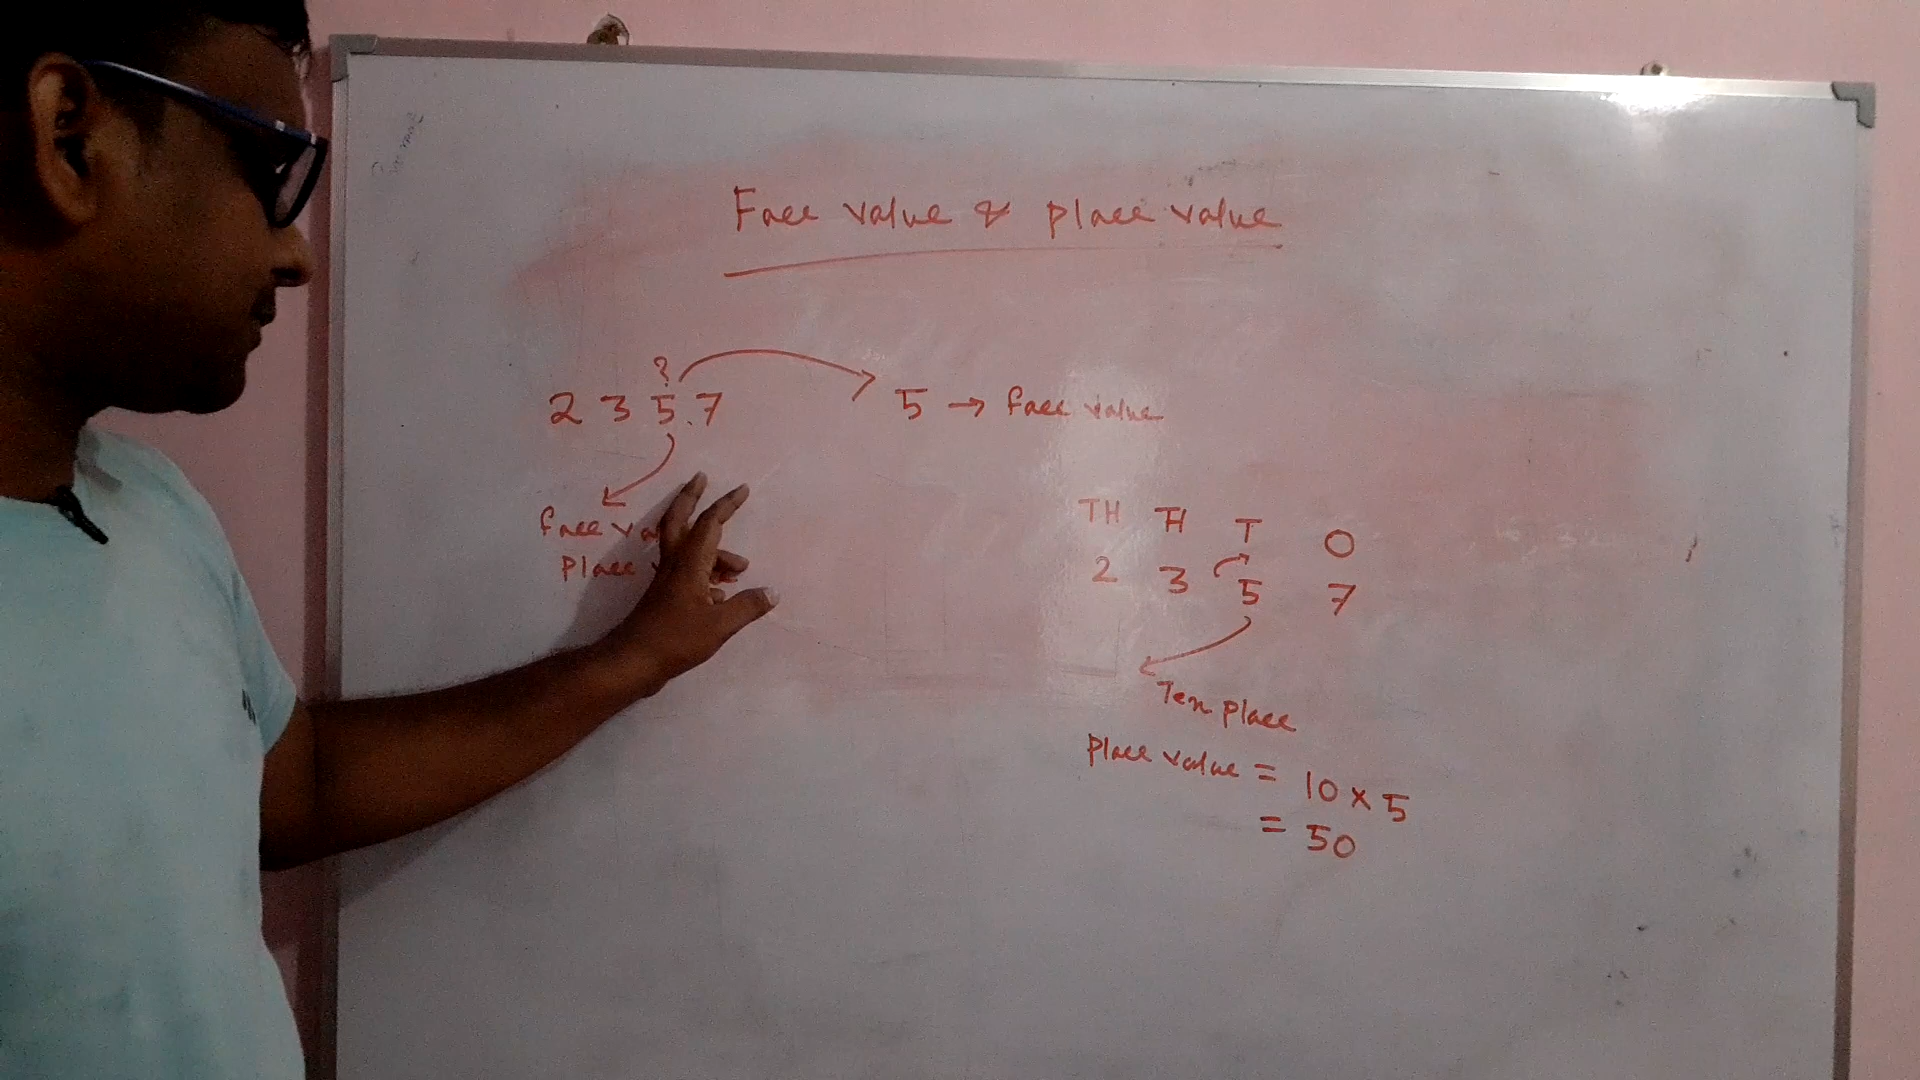 Face value & place value
?
2 3 5.7
5 → face value
face va
place
TH H T O
2 3 5 7
Ten place
place value = 10 × 5
= 50